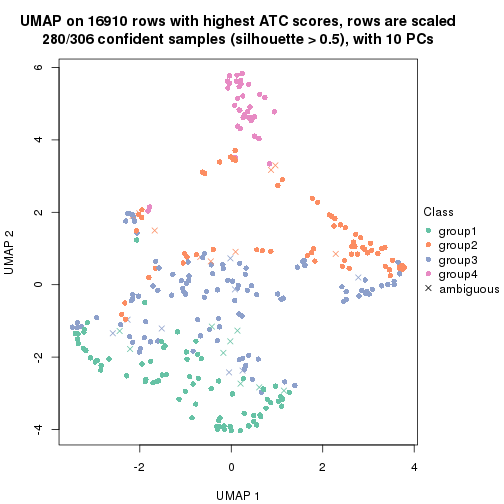 UMAP on 16910 rows with highest ATC scores, rows are scaled
280/306 confident samples (silhouette > 0.5), with 10 PCs
6
4
2
0
-2
-4
UMAP 2
-2
0
2
4
UMAP 1
Class
group1
group2
group3
group4
ambiguous